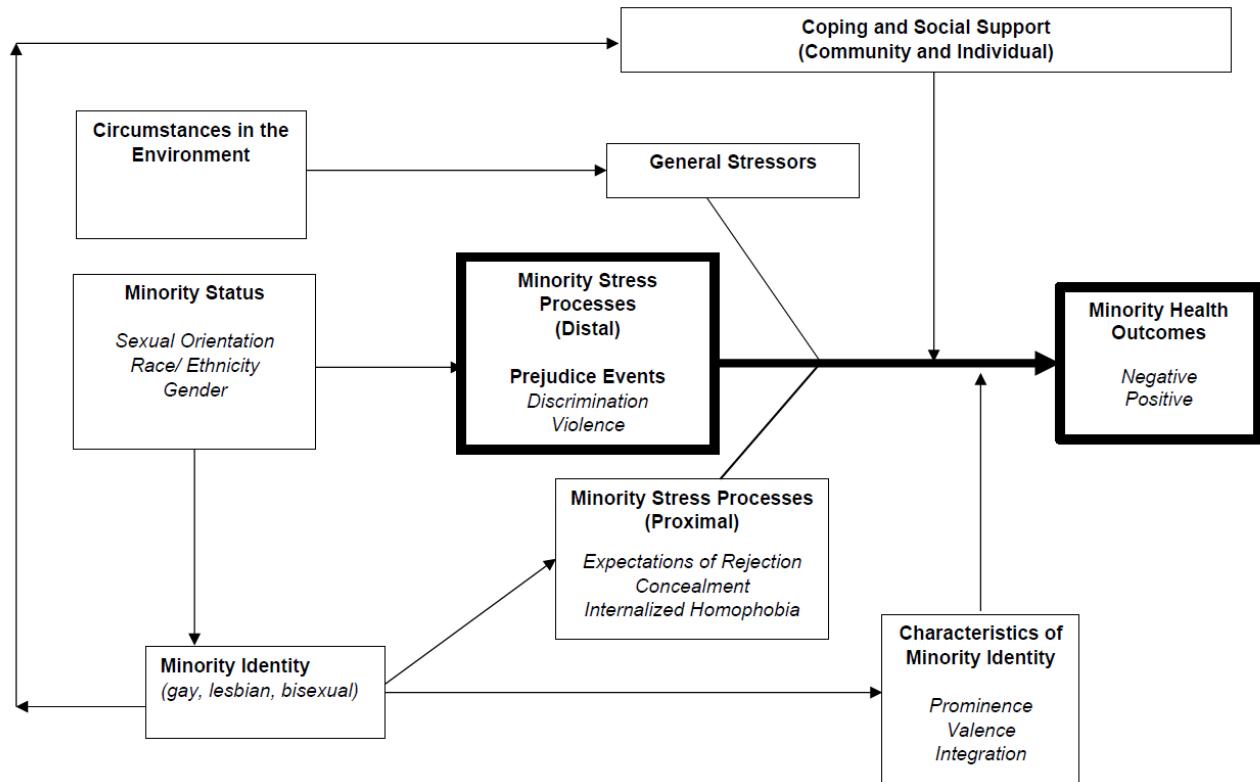 Coping and Social Support
(Community and Individual)
Circumstances in the
Environment
General Stressors
Minority Status
Sexual Orientation
Race/ Ethnicity
Gender
Minority Stress
Processes
(Distal)
Prejudice Events
Discrimination
Violence
Minority Health
Outcomes
Negative
Positive
Minority Stress Processes
(Proximal)
Expectations of Rejection
Concealment
Internalized Homophobia
Minority Identity
(gay, lesbian, bisexual)
Characteristics of
Minority Identity
Prominence
Valence
Integration